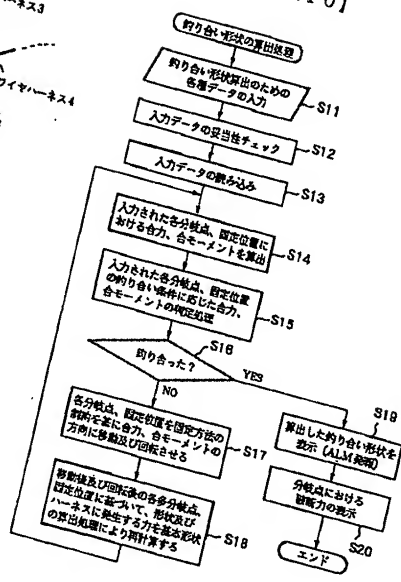 ハーネス3
ワイヤハーネス4
釣り合い形状の算出処理
釣り合い形状算出のための
各種データの入力
S11
入力データの妥当性チェック
S12
入力データの読み込み
S13
入力された各分岐点、固定位置に
おける合力、合モーメントを算出
S14
入力された各分岐点、固定位置
の釣り合い条件に応じた合力、
合モーメントの判定処理
S15
釣り合った?
S16
YES
NO
各分岐点、固定位置を固定方法の
制約を基に合力、合モーメントの
方向に移動及び回転させる
S17
移動後及び回転後の各分岐点、
固定位置に基づいて、形状及び
ハーネスに発生する力を基本形状
の算出処理により再計算する
S18
算出した釣り合い形状を
表示(ALM発報)
S19
分岐点における
破断力の表示
S20
エンド